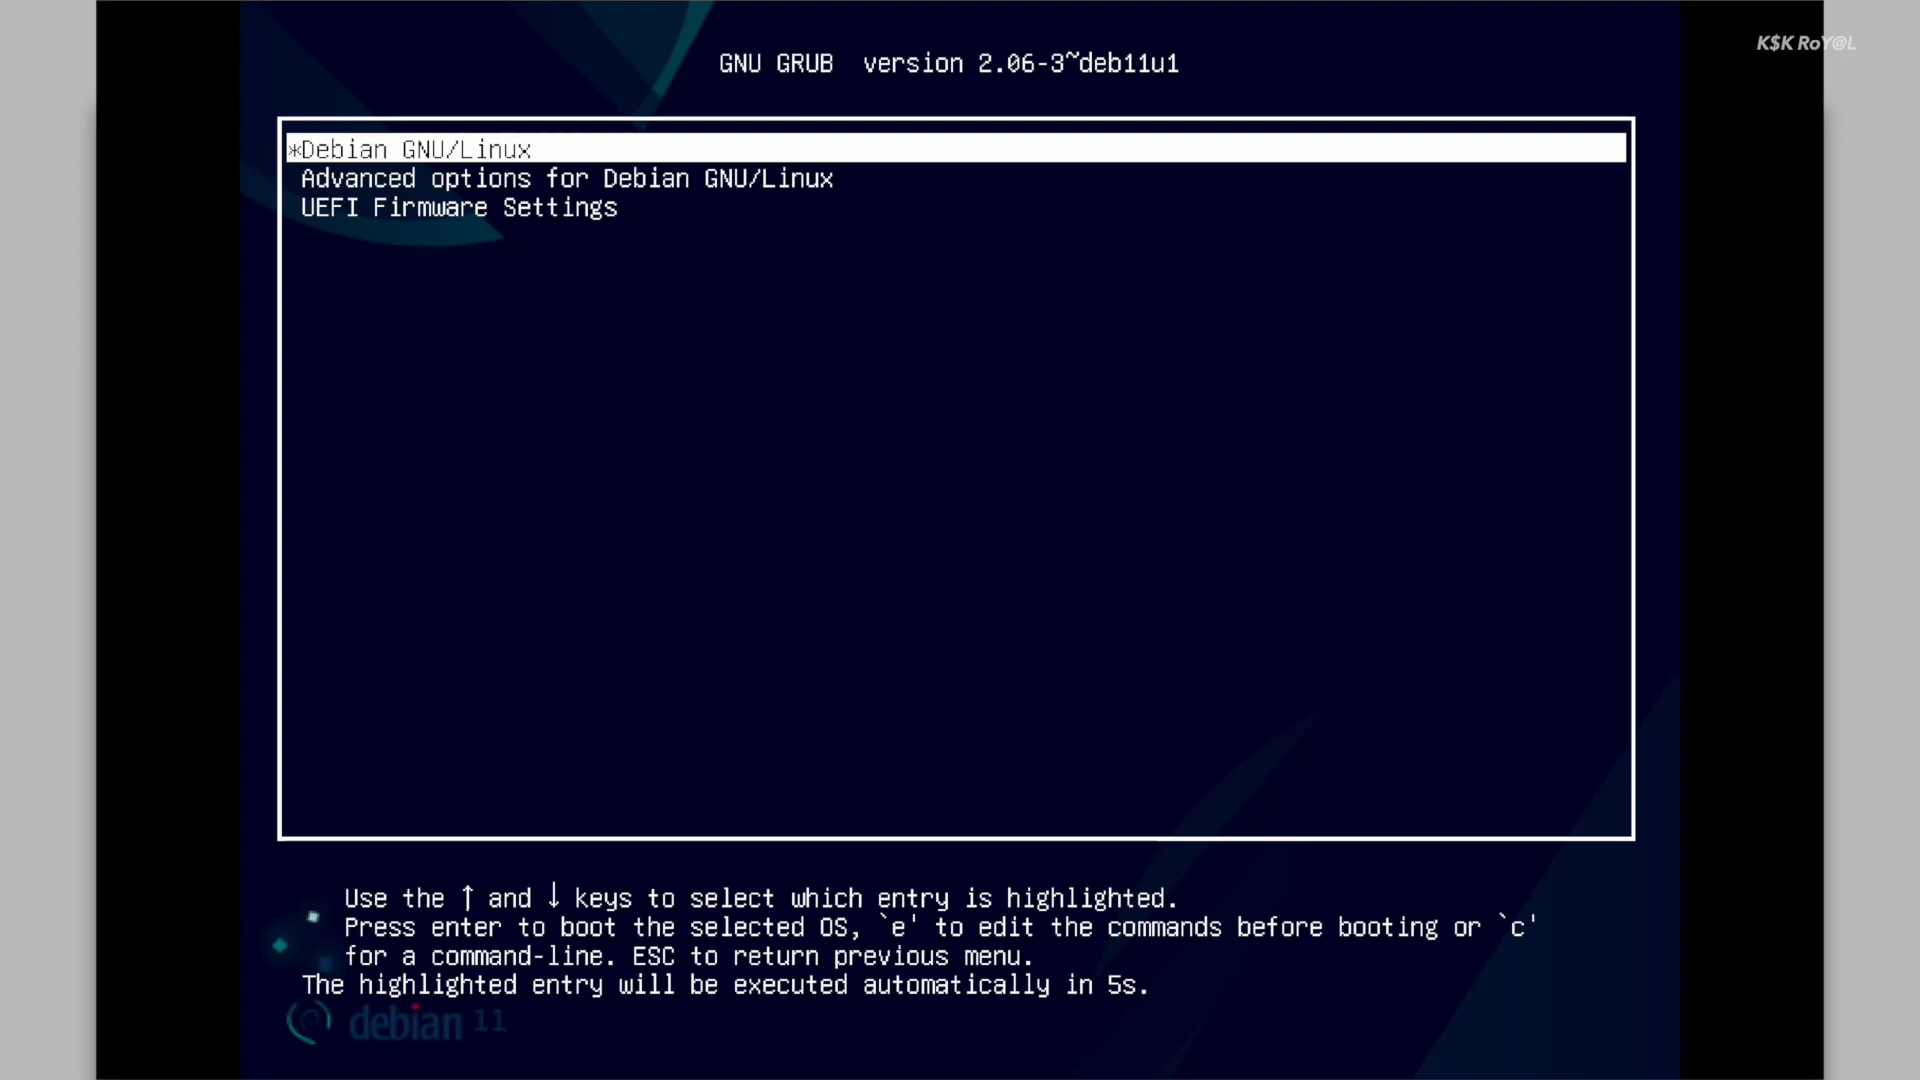 K$K RoY@L
GNU GRUB  version 2.06-3~deb11u1
*Debian GNU/Linux
Advanced options for Debian GNU/Linux
UEFI Firmware Settings
Use the ↑ and ↓ keys to select which entry is highlighted.
Press enter to boot the selected OS, `e' to edit the commands before booting or `c'
for a command-line. ESC to return previous menu.
The highlighted entry will be executed automatically in 5s.
debian 11